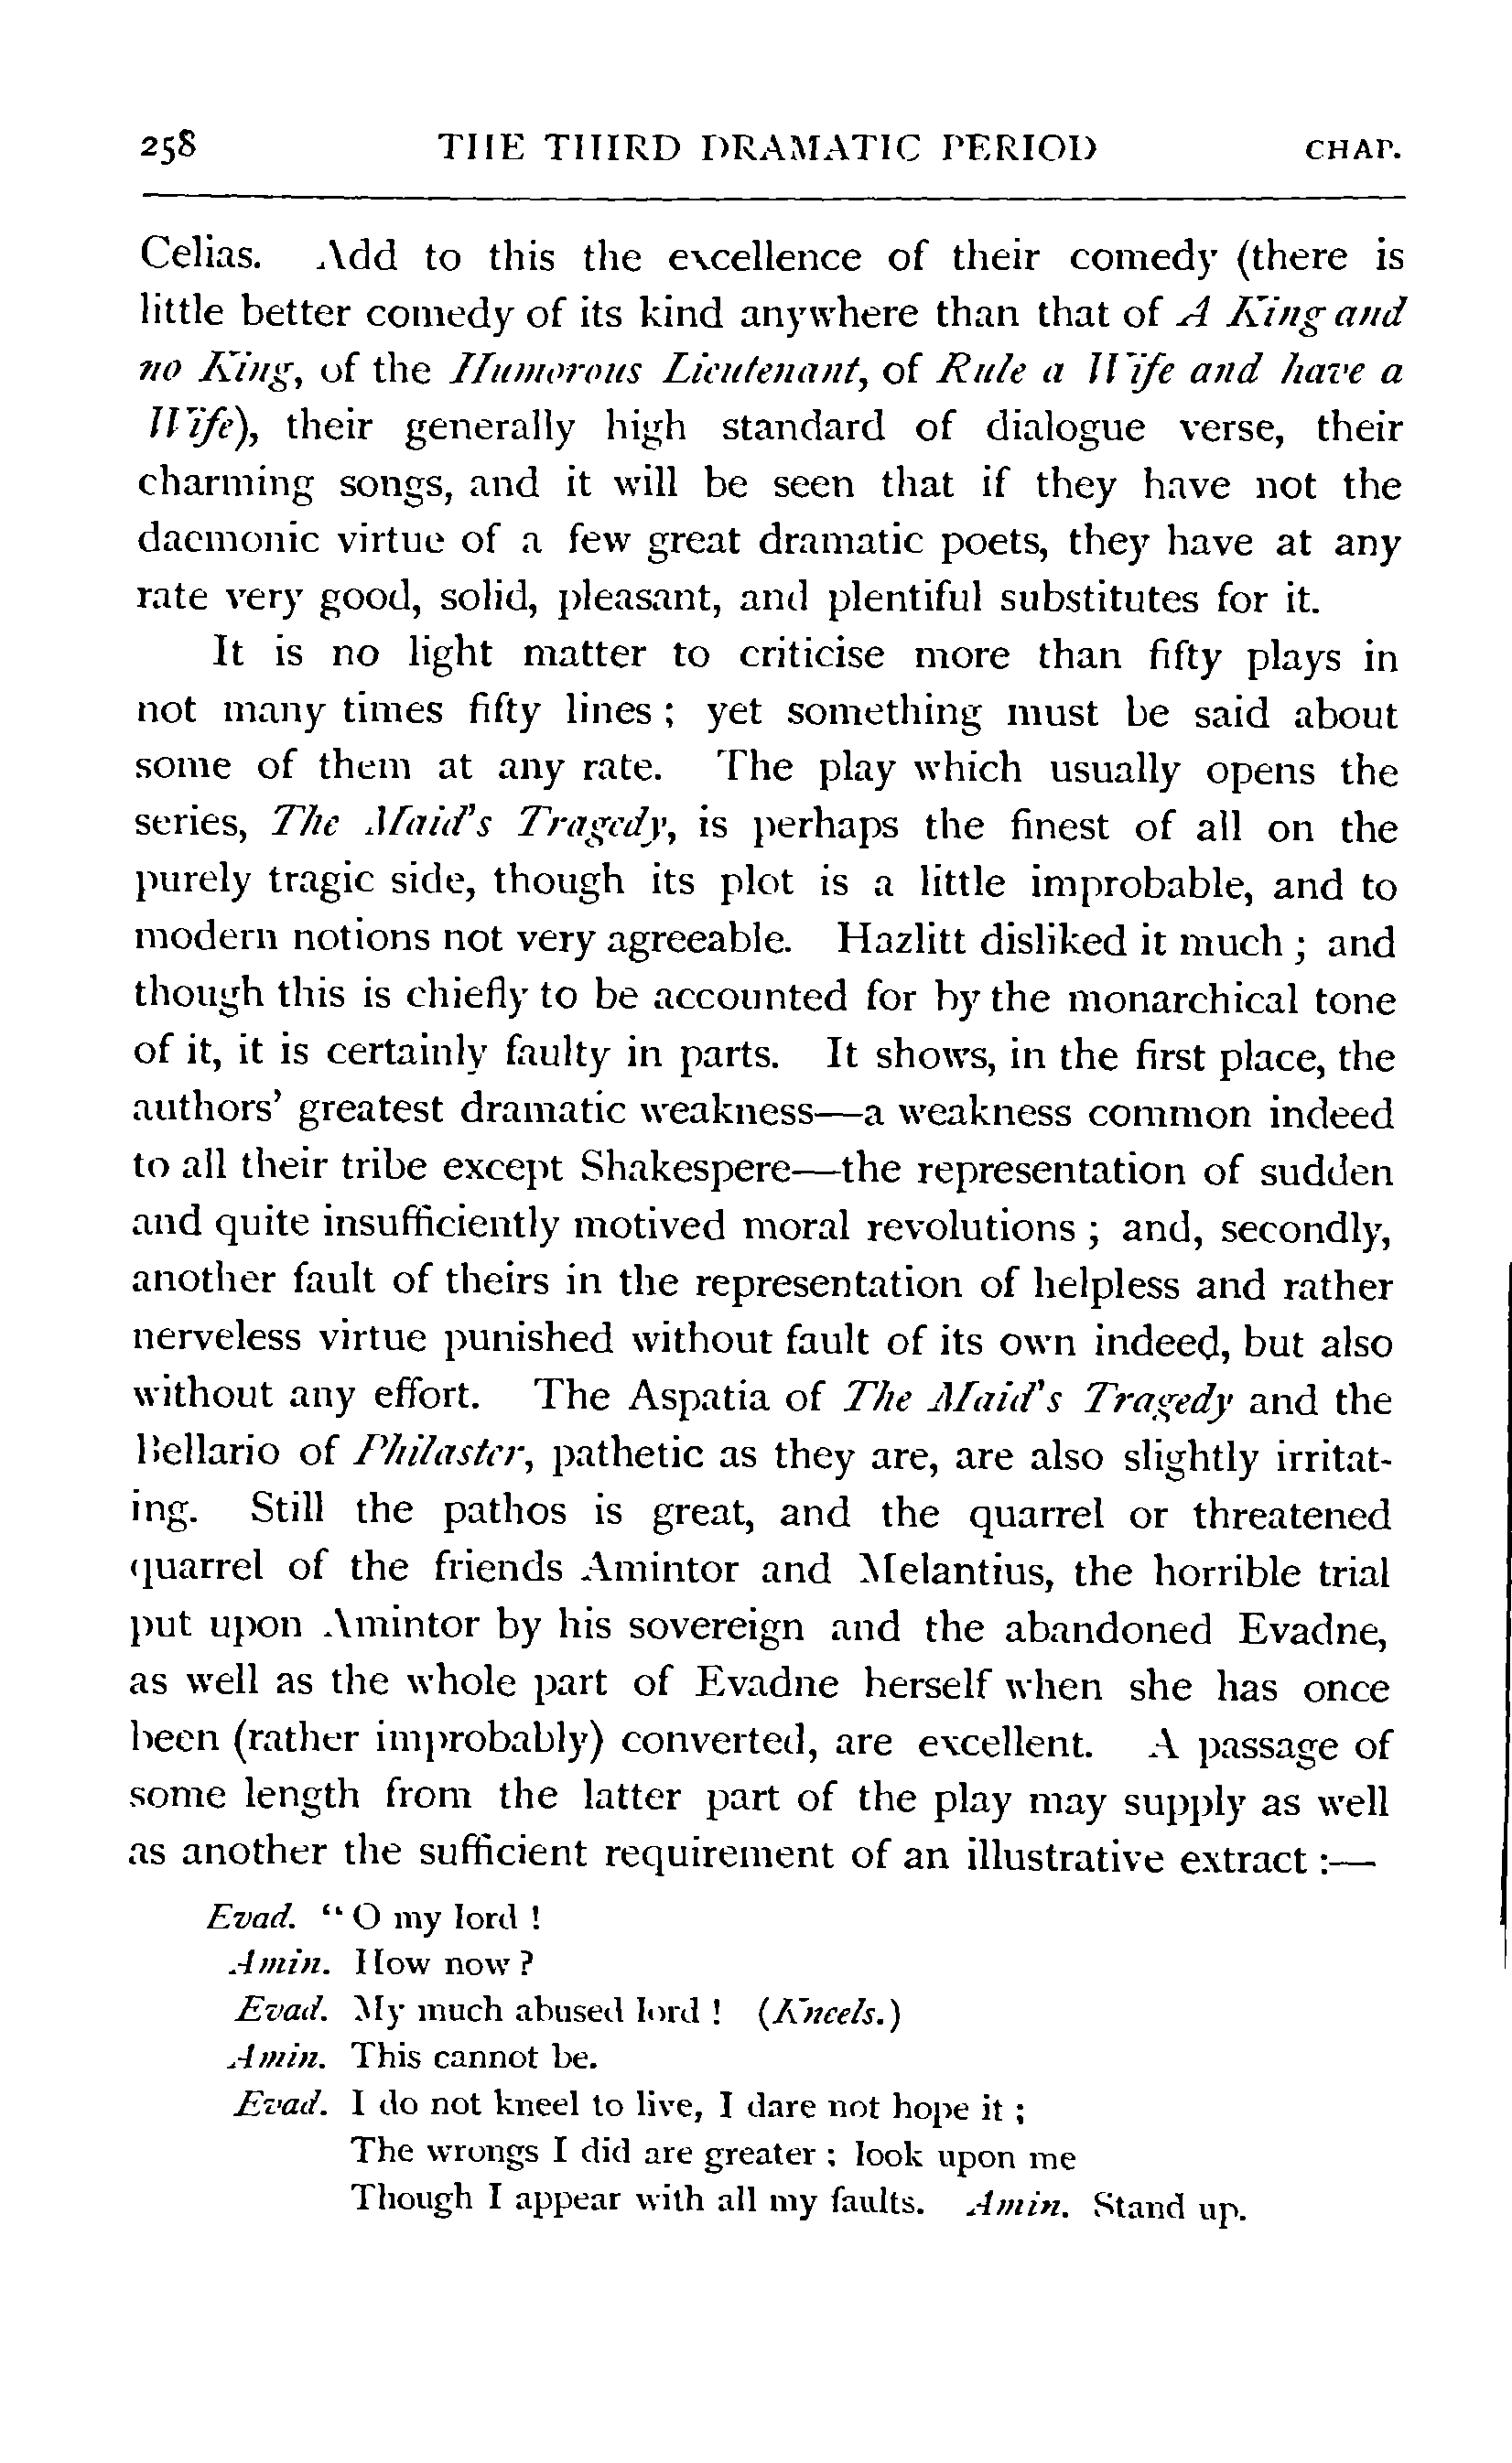 258 THE THIRD DRAMATIC PERIOD CHAP.
Celias. Add to this the excellence of their comedy (there is
little better comedy of its kind anywhere than that of A King and
no King, of the Humorous Lieutenant, of Rule a Wife and have a
Wife), their generally high standard of dialogue verse, their
charming songs, and it will be seen that if they have not the
daemonic virtue of a few great dramatic poets, they have at any
rate very good, solid, pleasant, and plentiful substitutes for it.
It is no light matter to criticise more than fifty plays in
not many times fifty lines ; yet something must be said about
some of them at any rate. The play which usually opens the
series, The Maid's Tragedy, is perhaps the finest of all on the
purely tragic side, though its plot is a little improbable, and to
modern notions not very agreeable. Hazlitt disliked it much ; and
though this is chiefly to be accounted for by the monarchical tone
of it, it is certainly faulty in parts. It shows, in the first place, the
authors' greatest dramatic weakness—a weakness common indeed
to all their tribe except Shakespere—the representation of sudden
and quite insufficiently motived moral revolutions ; and, secondly,
another fault of theirs in the representation of helpless and rather
nerveless virtue punished without fault of its own indeed, but also
without any effort. The Aspatia of The Maid's Tragedy and the
Bellario of Philaster, pathetic as they are, are also slightly irritat-
ing. Still the pathos is great, and the quarrel or threatened
quarrel of the friends Amintor and Melantius, the horrible trial
put upon Amintor by his sovereign and the abandoned Evadne,
as well as the whole part of Evadne herself when she has once
been (rather improbably) converted, are excellent. A passage of
some length from the latter part of the play may supply as well
as another the sufficient requirement of an illustrative extract :—
Evad. “ O my lord !
Amin. How now ?
Evad. My much abused lord ! (Kneels.)
Amin. This cannot be.
Evad. I do not kneel to live, I dare not hope it ;
The wrongs I did are greater ; look upon me
Though I appear with all my faults. Amin. Stand up.